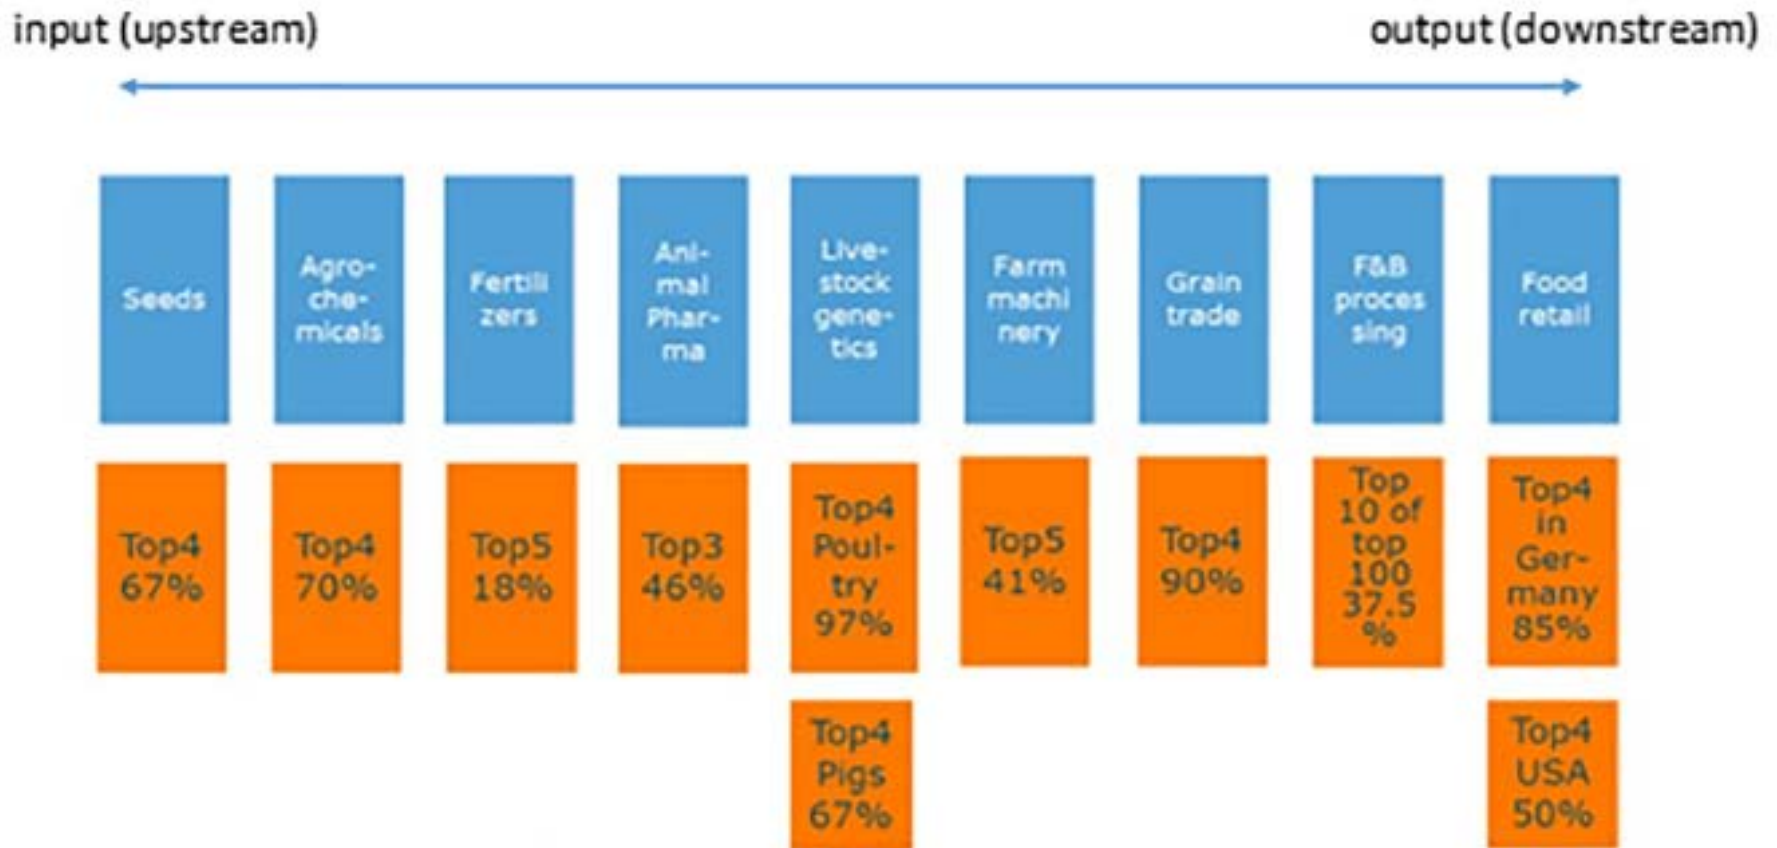 input (upstream)
output (downstream)
Seeds
Agro-
che-
micals
Fertili
zers
Ani-
mal
Phar-
ma
Live-
stock
gene-
tics
Farm
machi
nery
Grain
trade
F&B
proces
sing
Food
retail
Top4
67%
Top4
70%
Top5
18%
Top3
46%
Top4
Poul-
try
97%
Top5
41%
Top4
90%
Top
10 of
top
100
37.5
%
Top4
in
Ger-
many
85%
Top4
Pigs
67%
Top4
USA
50%